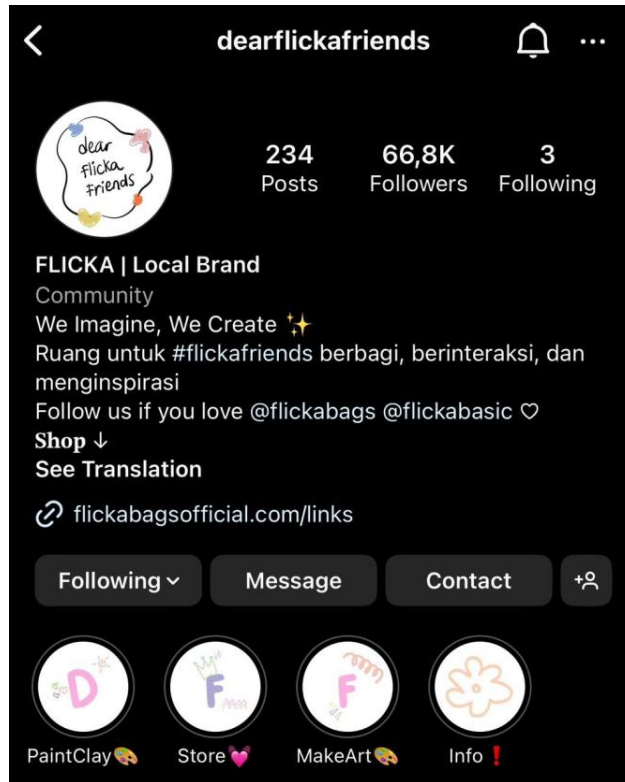 dearflickafriends
dear
Flicka
Friends
234
66,8K
3
Posts
Followers
Following
FLICKA | Local Brand
Community
We Imagine, We Create ✨
Ruang untuk #flickafriends berbagi, berinteraksi, dan
menginspirasi
Follow us if you love @flickabags @flickabasic ♡
Shop ↓
See Translation
flickabagsofficial.com/links
Following
Message
Contact
D
F
F
PaintClay🎨
Store💓
MakeArt🎨
Info❗